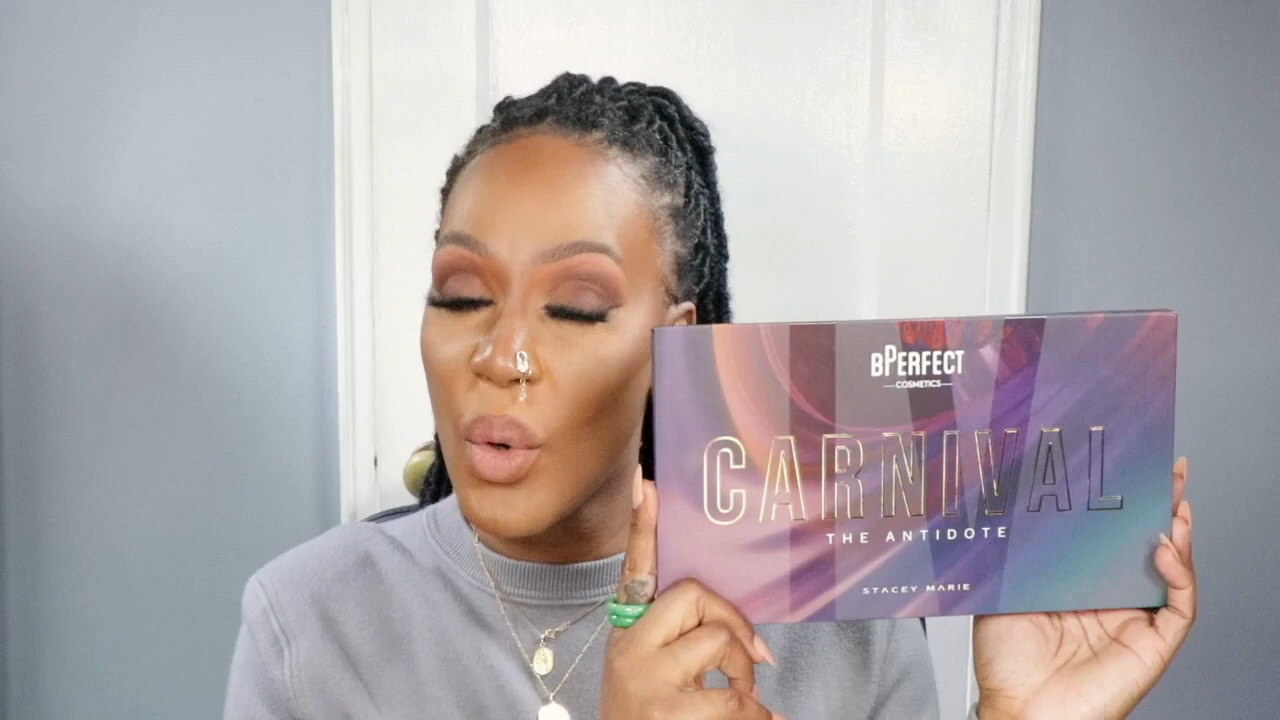 BPERFECT
COSMETICS
CARNIVAL
THE ANTIDOTE
STACEY MARIE